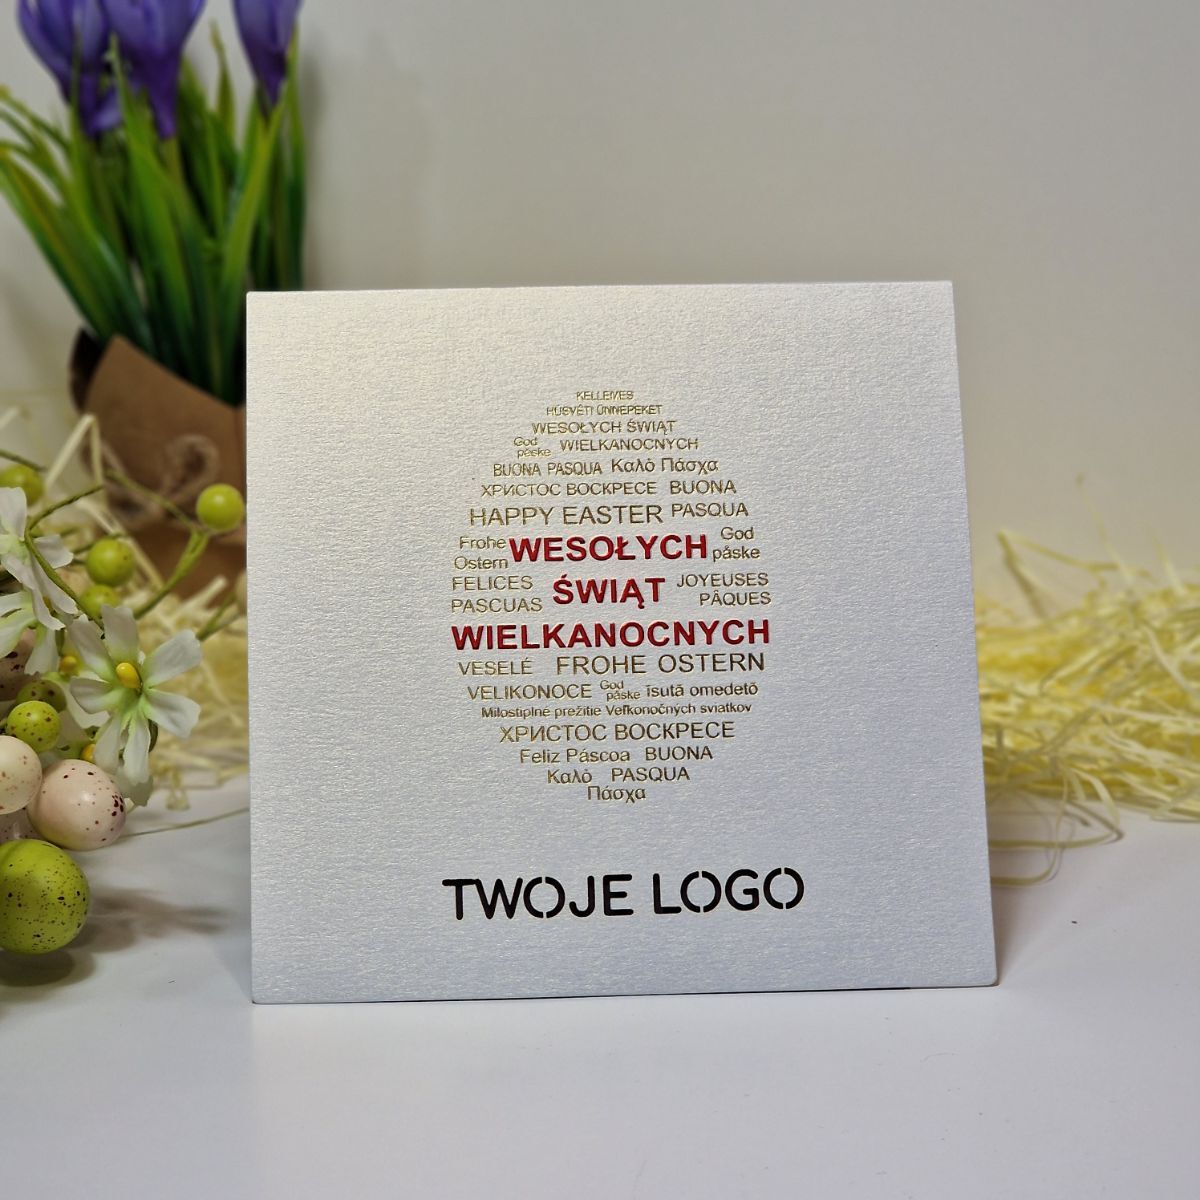 KELLEMES
HÚSVÉTI ÜNNEPEKET
WESOŁYCH ŚWIĄT
God påske WIELKANOCNYCH
BUONA PASQUA Καλό Πάσχα
ХРИСТОС ВОСКРЕСЕ BUONA
HAPPY EASTER PASQUA
Frohe WESOŁYCH God
Ostern påske
FELICES ŚWIĄT JOYEUSES
PASCUAS PÂQUES
WIELKANOCNYCH
VESELÉ FROHE OSTERN
VELIKONOCE God påske īsutā omedetō
Milostiplné prežitie Veľkonočných sviatkov
ХРИСТОС ВОСКРЕСЕ
Feliz Páscoa BUONA
Καλό PASQUA
Πάσχα
TWOJE LOGO